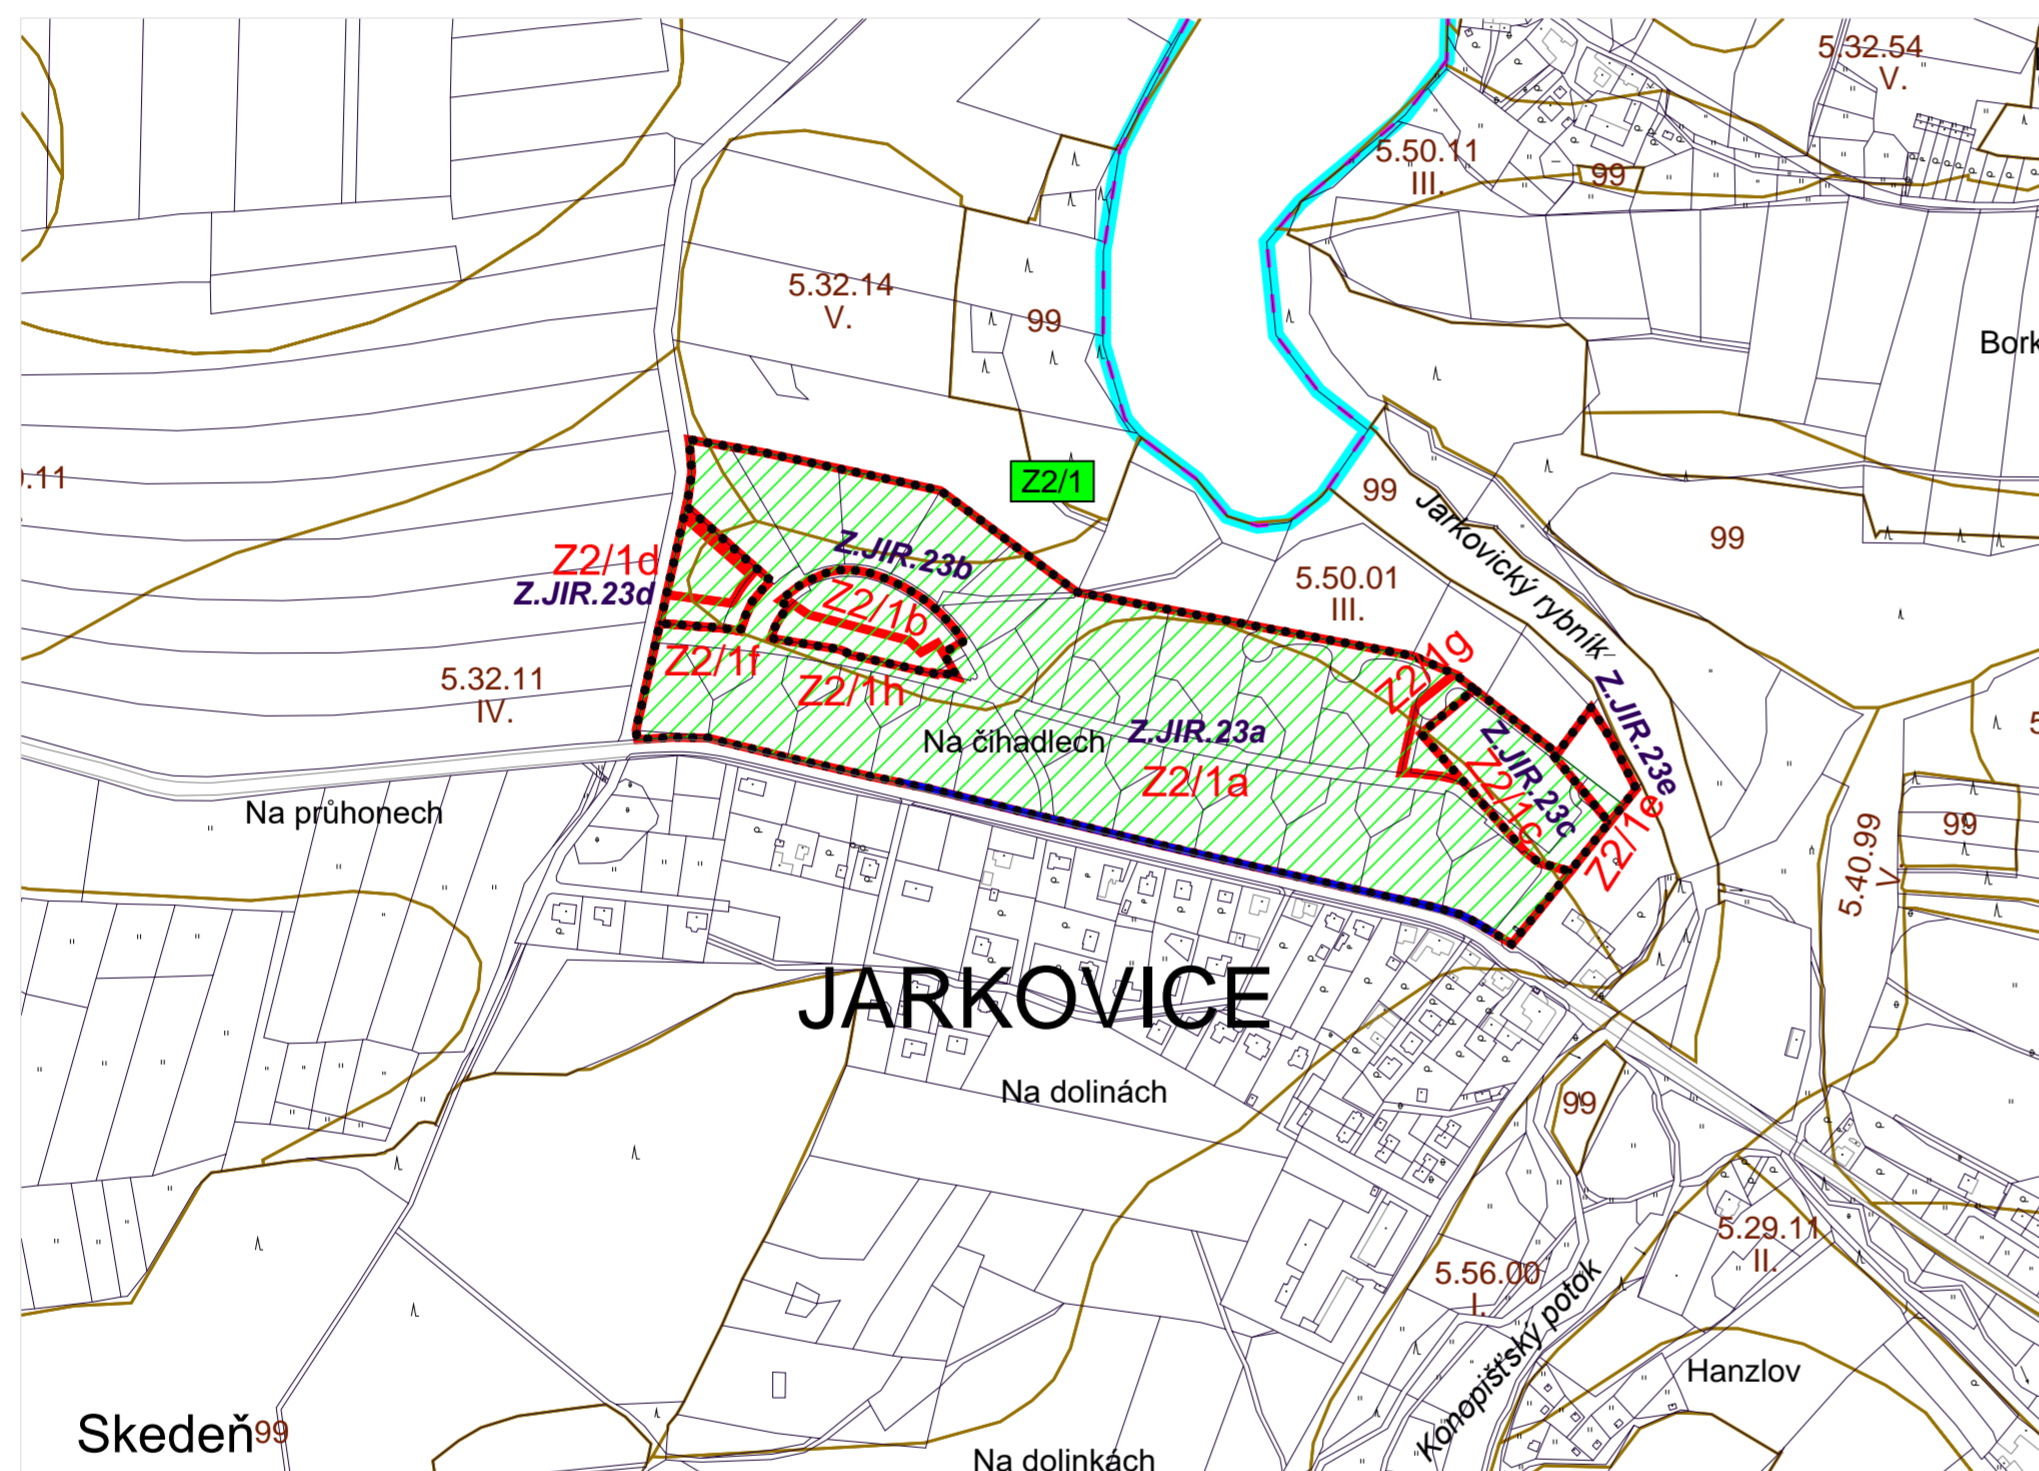 5.32.54
V.
5.50.11
III.
99
5.32.14
V.
99
Bork
.11
Z2/1
99
Jarkovický rybník
99
Z.JIR.23b
Z2/1d
Z.JIR.23d
Z2/1b
5.50.01
III.
Z2/1f
Z2/1g
Z.JIR.23e
5.32.11
IV.
Z2/1h
Na čihadlech
Z.JIR.23a
Z.JIR.23c
Z2/1a
Z2/1c
Z2/1e
Na průhonech
5.40.99
V.
99
5
JARKOVICE
Na dolinách
99
5.29.11
II.
5.56.00
I.
Konopišťský potok
Hanzlov
Skedeň
99
Na dolinkách